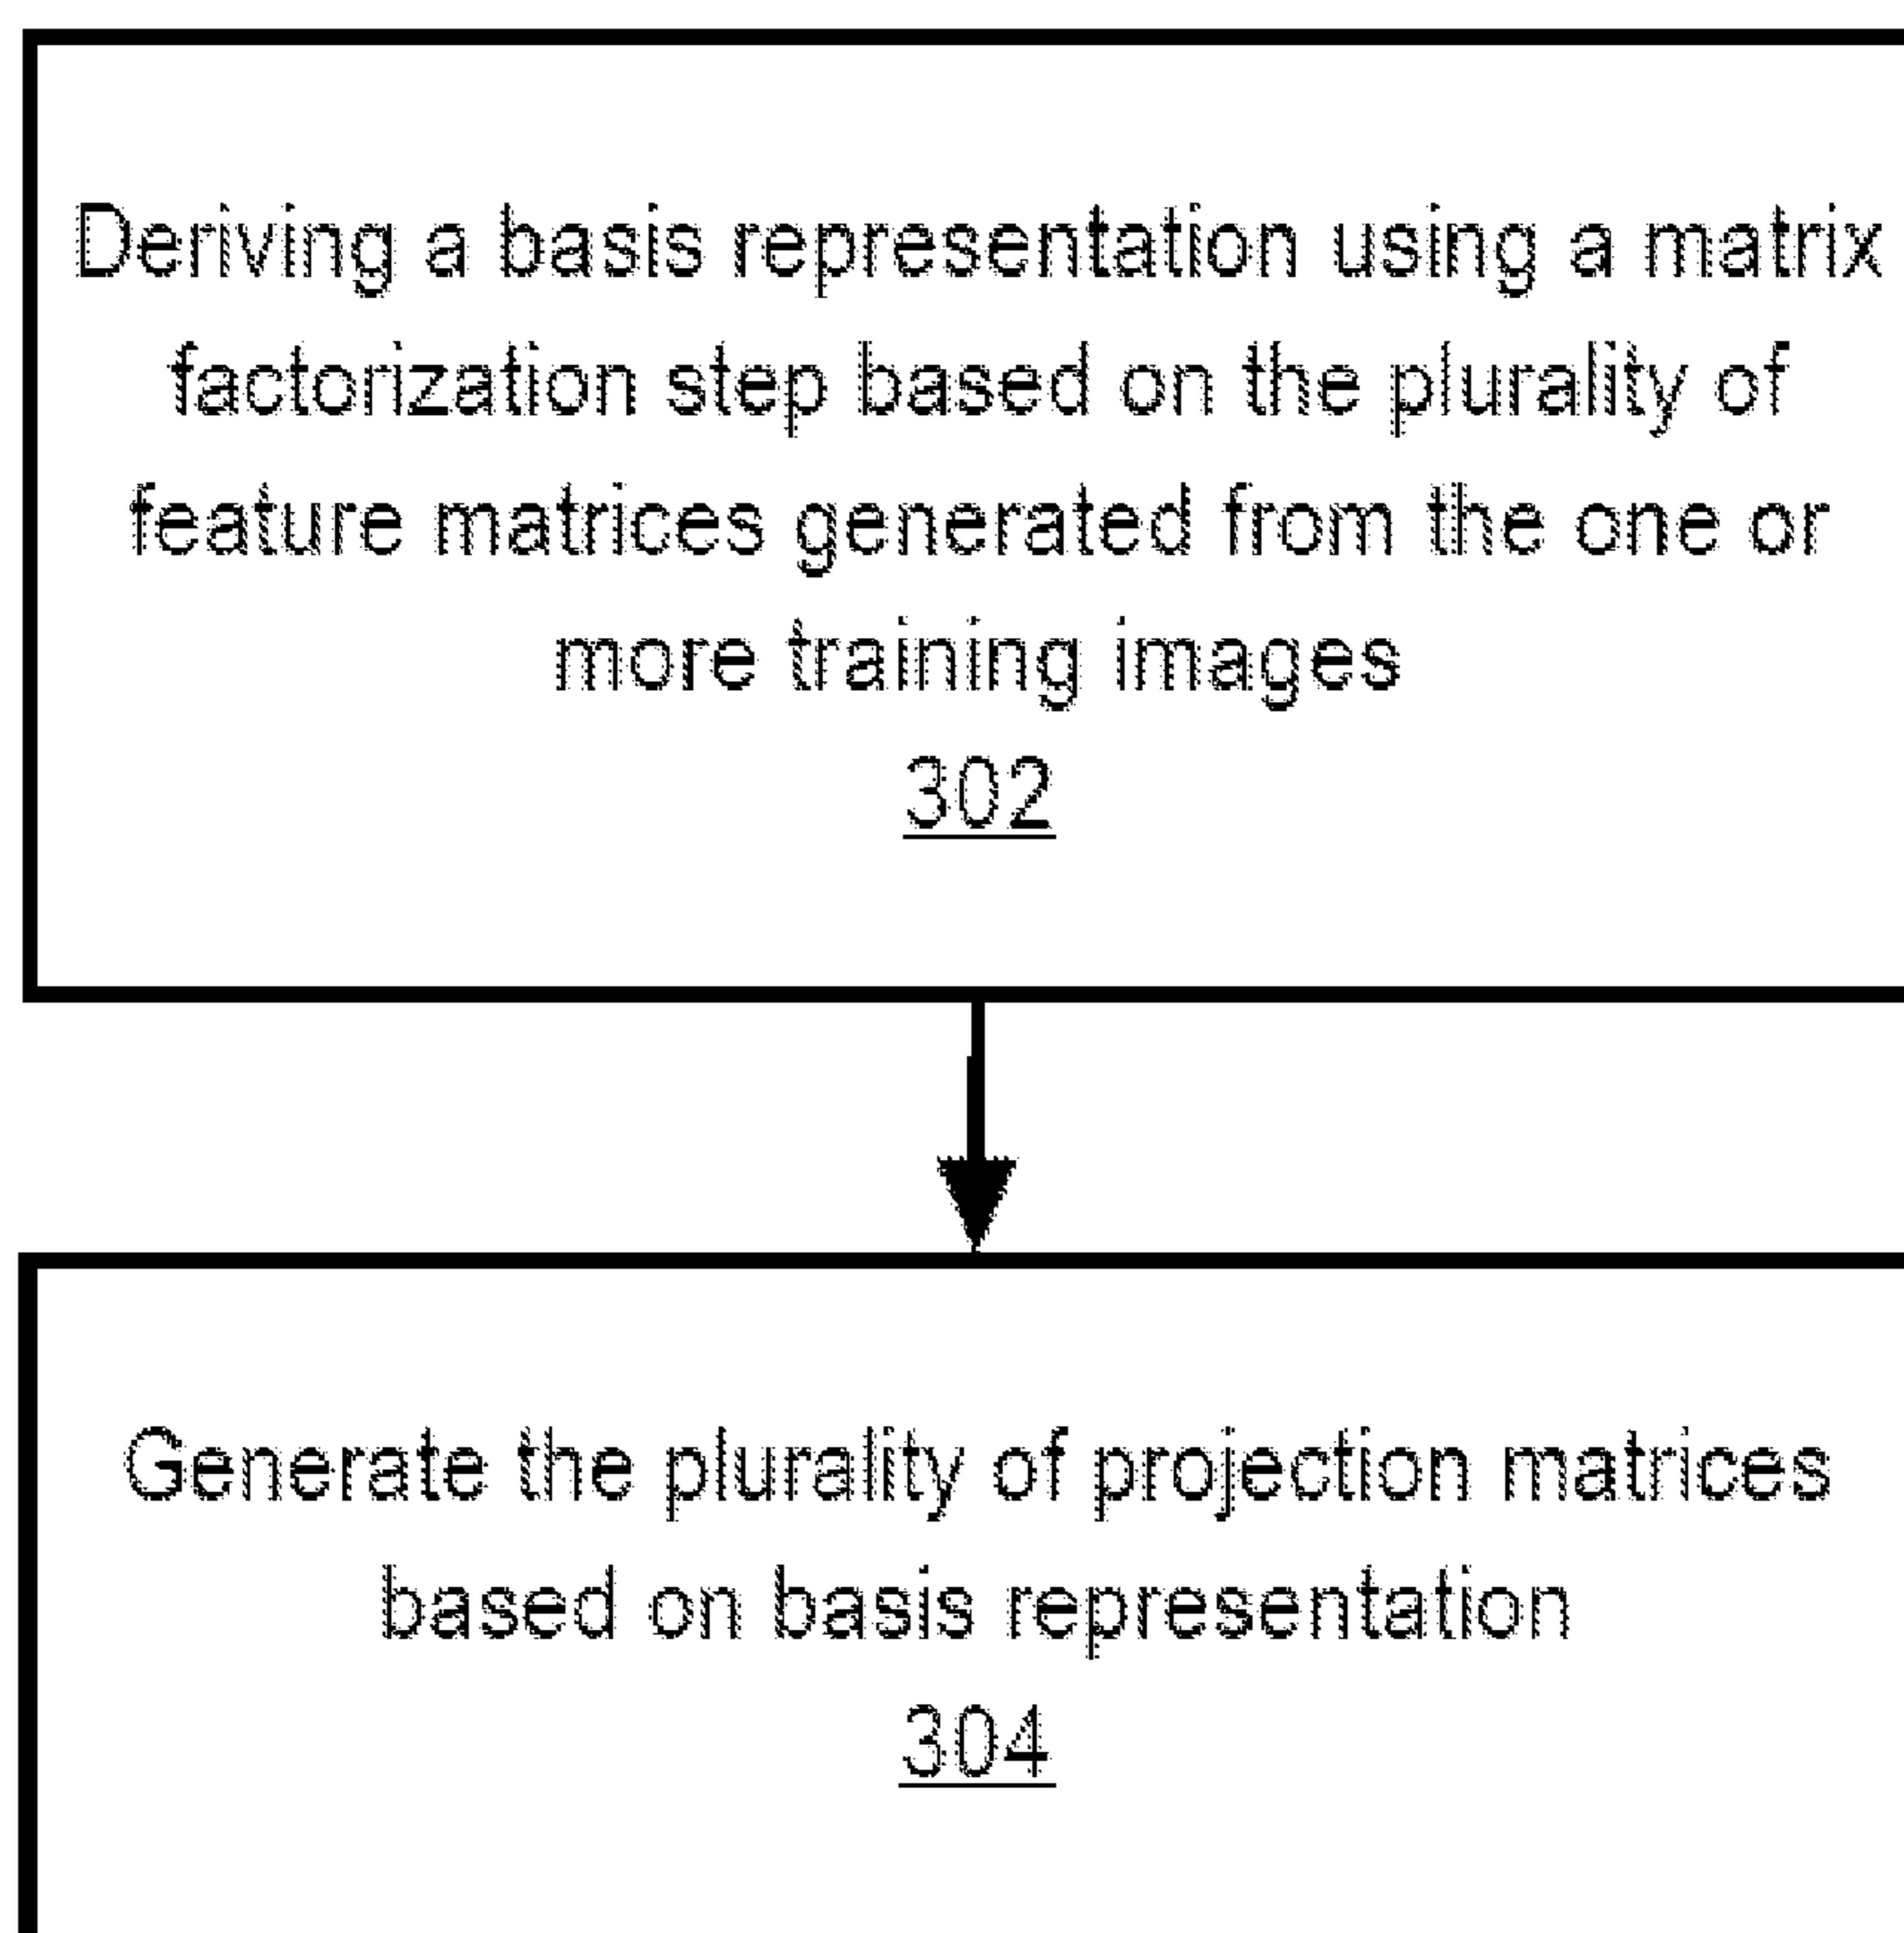 Deriving a basis representation using a matrix
factorization step based on the plurality of
feature matrices generated from the one or
more training images
302
Generate the plurality of projection matrices
based on basis representation
304